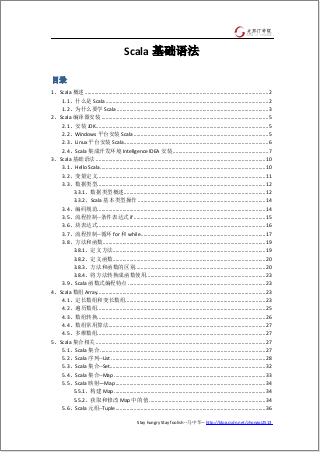 Scala 基础语法
目录
1、Scala 概述 2
1.1、什么是 Scala 2
1.2、为什么要学 Scala 3
2、Scala 编译器安装 5
2.1、安装 JDK 5
2.2、Windows 平台安装 Scala 5
2.3、Linux 平台安装 Scala 6
2.4、Scala 集成开发环境 Intelligence IDEA 安装 7
3、Scala 基础语法 10
3.1、Hello Scala 10
3.2、变量定义 11
3.3、数据类型 12
3.3.1、数据类型概述 12
3.3.2、Scala 基本类型操作 14
3.4、编码规范 14
3.5、流程控制--条件表达式 if 15
3.6、块表达式 16
3.7、流程控制--循环 for 和 while 17
3.8、方法和函数 19
3.8.1、定义方法 19
3.8.2、定义函数 20
3.8.3、方法和函数的区别 20
3.8.4、将方法转换成函数使用 23
3.9、Scala 函数式编程特点 23
4、Scala 数组 Array 23
4.1、定长数组和变长数组 23
4.2、遍历数组 25
4.3、数组转换 26
4.4、数组常用算法 27
4.5、多维数组 27
5、Scala 集合相关 27
5.1、Scala 集合 27
5.2、Scala 序列--List 28
5.3、Scala 集合--Set 32
5.4、Scala 集合--Map 33
5.5、Scala 映射--Map 34
5.5.1、构建 Map 34
5.5.2、获取和修改 Map 中的值 34
5.6、Scala 元组--Tuple 36
Stay hungry Stay foolish --马中华--